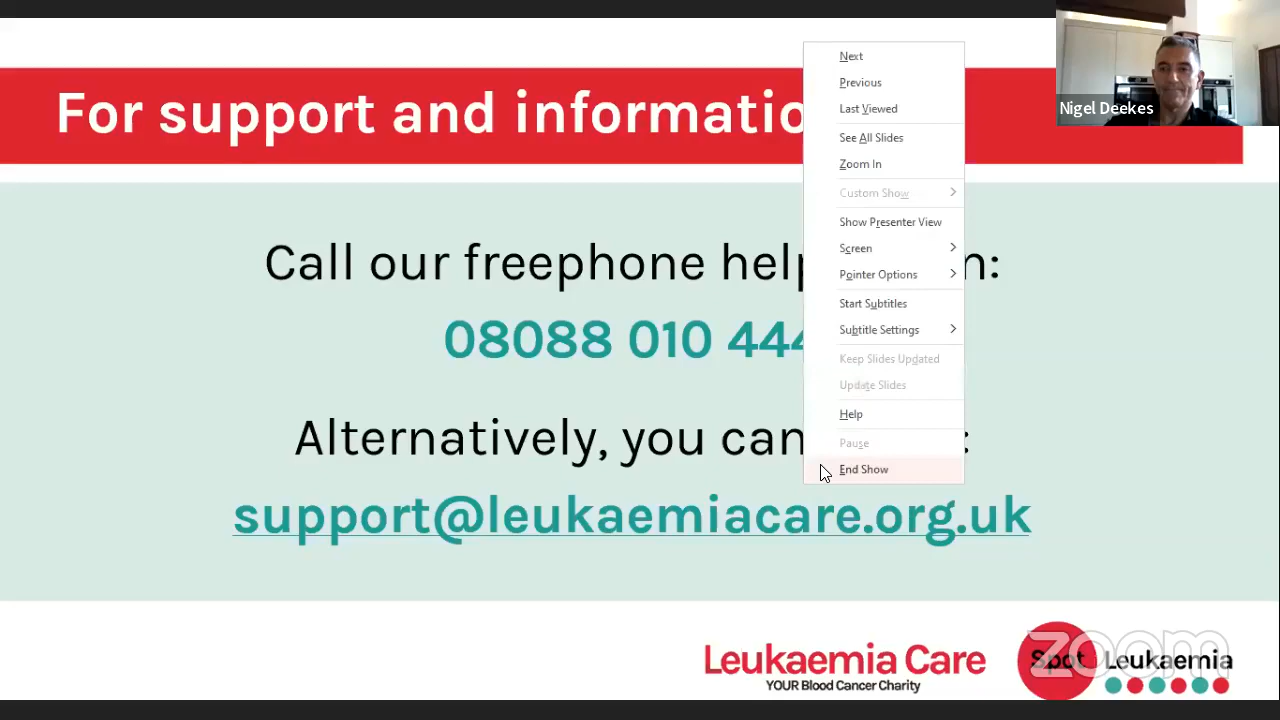 For support and informatio
Call our freephone help n:
08088 010 444
Alternatively, you can :
support@leukaemiacare.org.uk
Next
Previous
Last Viewed
See All Slides
Zoom In
Custom Show
Show Presenter View
Screen
Pointer Options
Start Subtitles
Subtitle Settings
Keep Slides Updated
Update Slides
Help
Pause
End Show
Nigel Deekes
Leukaemia Care
YOUR Blood Cancer Charity
Spot Leukaemia
zoom